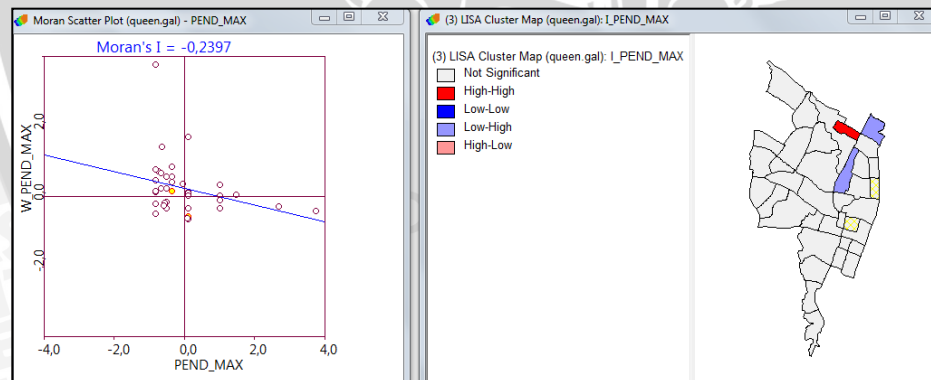 Moran Scatter Plot (queen.gal) - PEND_MAX
Moran's I = -0,2397
2,0
0,0
-2,0
W_PEND_MAX
-4,0 -2,0 0,0 2,0 4,0
PEND_MAX
(3) LISA Cluster Map (queen.gal): I_PEND_MAX
(3) LISA Cluster Map (queen.gal): I_PEND_MAX
Not Significant
High-High
Low-Low
Low-High
High-Low